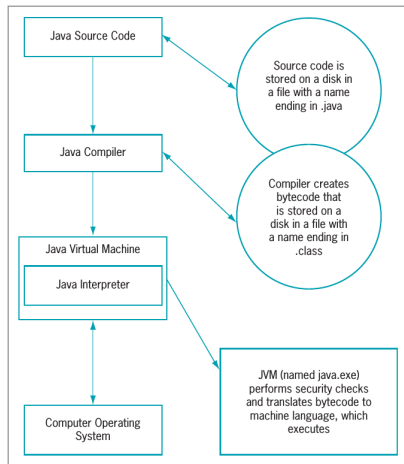 Java Source Code
Source code is
stored on a disk in
a file with a name
ending in .java
Java Compiler
Compiler creates
bytecode that
is stored on a
disk in a file with
a name ending in
.class
Java Virtual Machine
Java Interpreter
JVM (named java.exe)
performs security checks
and translates bytecode to
machine language, which
executes
Computer Operating
System